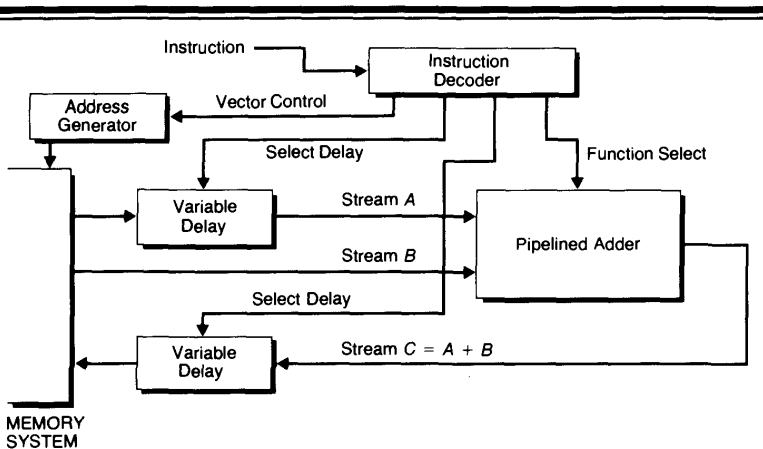 Instruction
Instruction
Decoder
Address
Generator
Vector Control
Select Delay
Function Select
Variable
Delay
Stream A
Pipelined Adder
Stream B
Select Delay
Variable
Delay
Stream C = A + B
MEMORY
SYSTEM